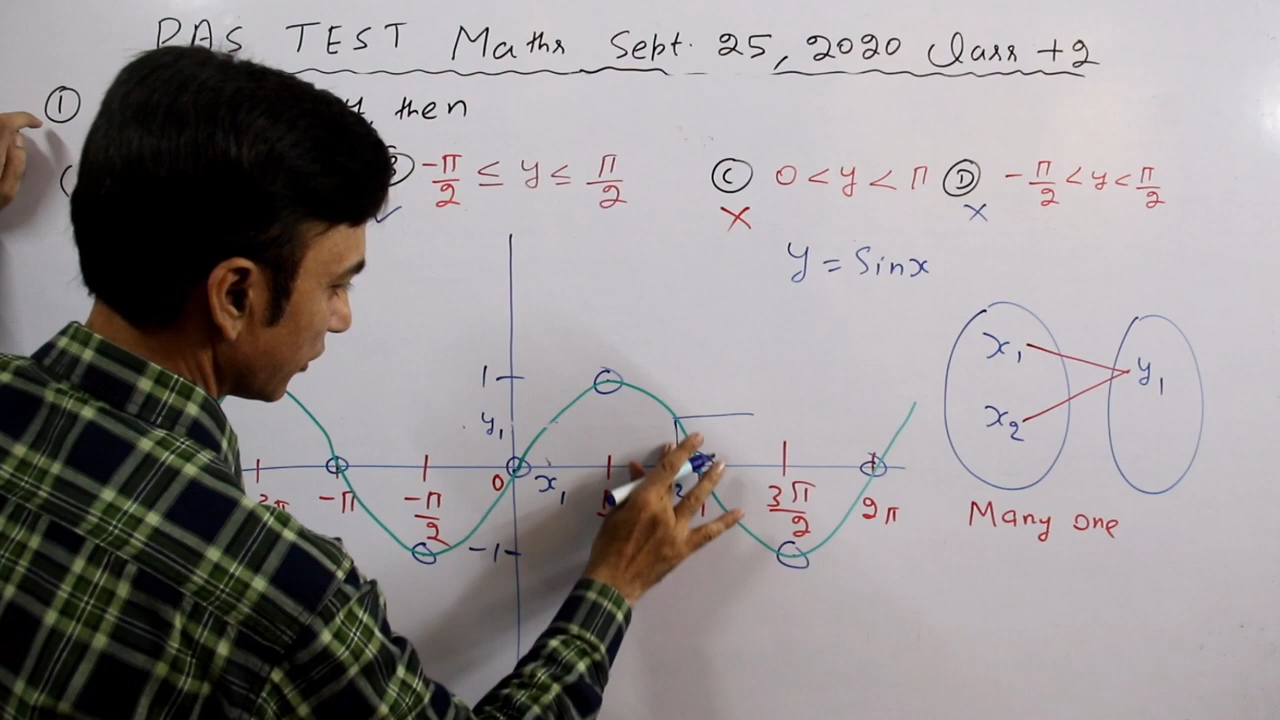 PAS TEST Maths Sept. 25, 2020 Class +2
① then
-π/2 ≤ y ≤ π/2 Ⓒ 0 < y < π Ⓓ -π/2 < y < π/2
✓ ✗ ✗
y = Sinx
x₁ y₁
x₂
1
y₁
0 x₁
-π -π/2 3π/2 2π
-1
Many one